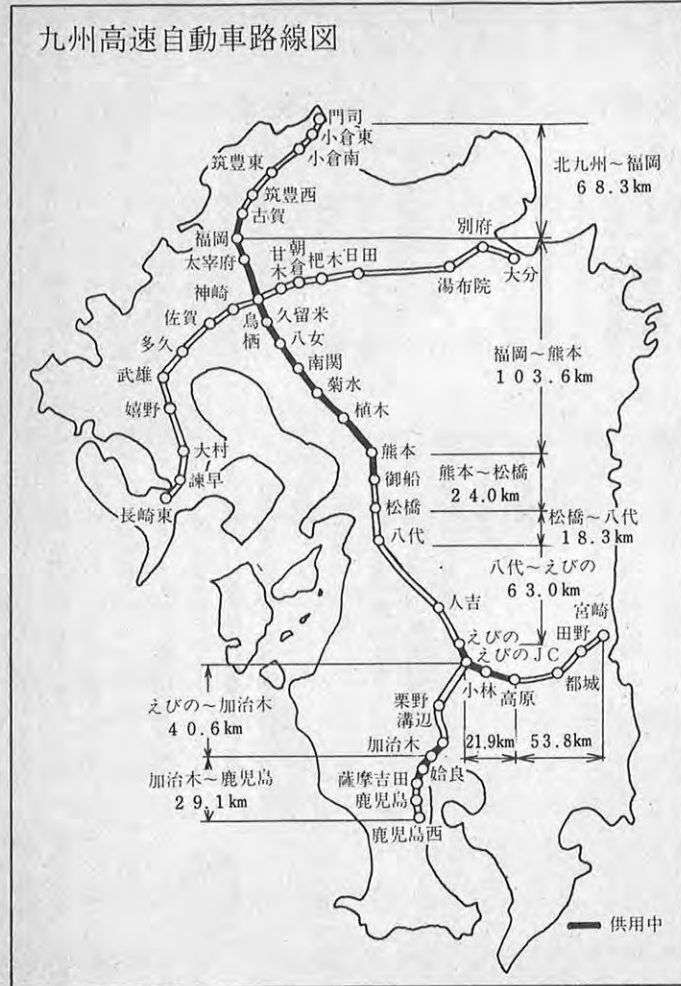 九州高速自動車路線図
門司
小倉東
小倉南
筑豊東
筑豊西
古賀
福岡
太宰府
北九州～福岡
68.3km
別府
大分
湯布院
日田
杷木
朝倉
甘木
神崎
佐賀
多久
武雄
嬉野
大村
諫早
長崎東
鳥栖
久留米
八女
南関
菊水
植木
熊本
御船
松橋
八代
福岡～熊本
103.6km
熊本～松橋
24.0km
松橋～八代
18.3km
八代～えびの
63.0km
人吉
えびの
えびのJC
宮崎
田野
都城
高原
小林
21.9km
53.8km
栗野
溝辺
加治木
姶良
薩摩吉田
鹿児島
鹿児島西
えびの～加治木
40.6km
加治木～鹿児島
29.1km
供用中